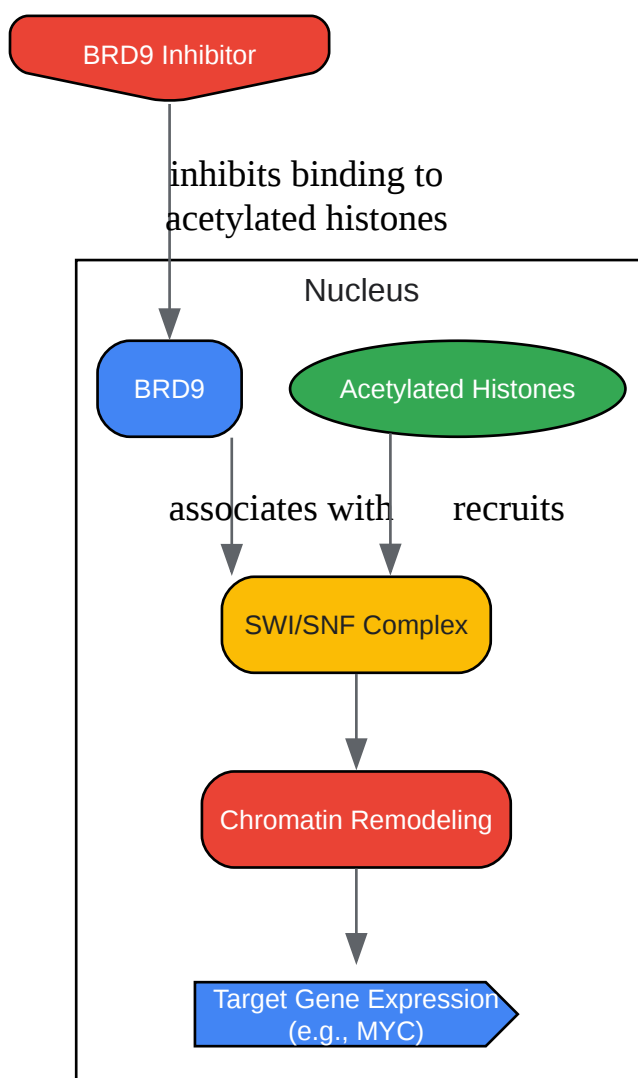 BRD9 Inhibitor
inhibits binding to
acetylated histones
Nucleus
BRD9
Acetylated Histones
associates with
recruits
SWI/SNF Complex
Chromatin Remodeling
Target Gene Expression
(e.g., MYC)